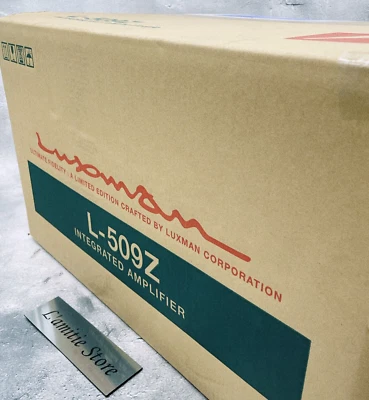 LUXMAN
ULTIMATE FIDELITY - A LIMITED EDITION CRAFTED BY LUXMAN CORPORATION
L-509Z
INTEGRATED AMPLIFIER
L'amitie Store